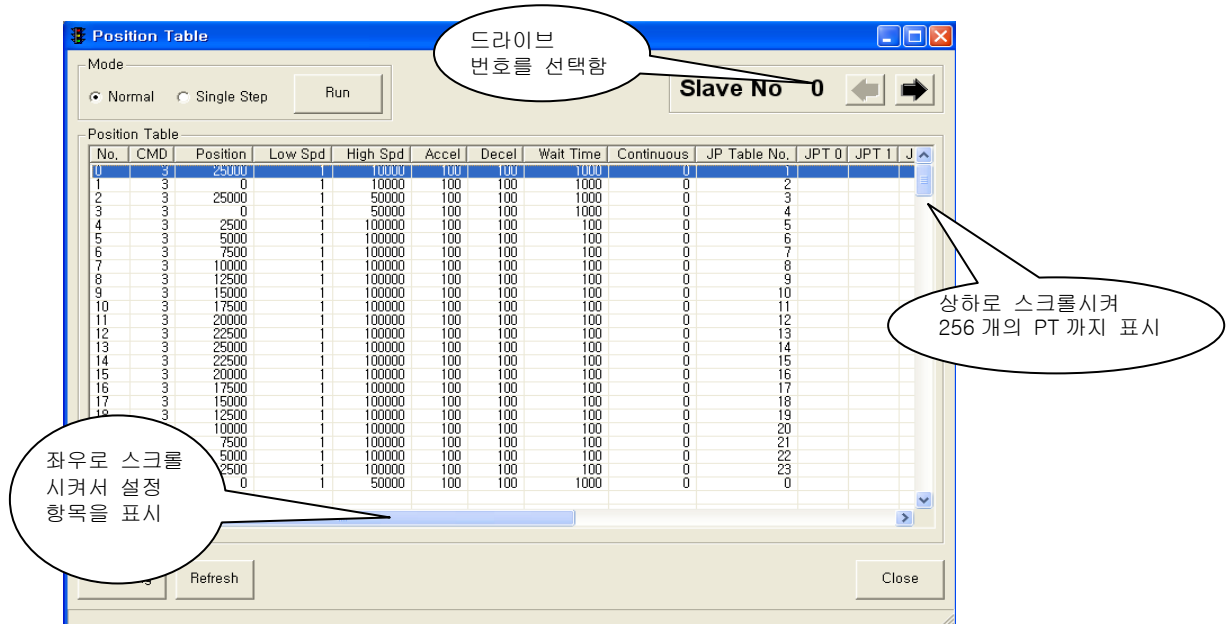 Position Table
드라이브
번호를 선택함
Mode
Normal Single Step Run
Slave No 0
Position Table
No. CMD Position Low Spd High Spd Accel Decel Wait Time Continuous JP Table No. JPT 0 JPT 1 J
0 3 25000 1 10000 100 100 1000 0 1
1 3 0 1 10000 100 100 1000 0 2
2 3 25000 1 50000 100 100 1000 0 3
3 3 0 1 50000 100 100 1000 0 4
4 3 2500 1 100000 100 100 100 0 5
5 3 5000 1 100000 100 100 100 0 6
6 3 7500 1 100000 100 100 100 0 7
7 3 10000 1 100000 100 100 100 0 8
8 3 12500 1 100000 100 100 100 0 9
9 3 15000 1 100000 100 100 100 0 10
10 3 17500 1 100000 100 100 100 0 11
11 3 20000 1 100000 100 100 100 0 12
12 3 22500 1 100000 100 100 100 0 13
13 3 25000 1 100000 100 100 100 0 14
14 3 22500 1 100000 100 100 100 0 15
15 3 20000 1 100000 100 100 100 0 16
16 3 17500 1 100000 100 100 100 0 17
17 3 15000 1 100000 100 100 100 0 18
18 3 12500 1 100000 100 100 100 0 19
10000 1 100000 100 100 100 0 20
7500 1 100000 100 100 100 0 21
5000 1 100000 100 100 100 0 22
2500 1 100000 100 100 100 0 23
0 1 50000 100 100 1000 0 0
상하로 스크롤시켜
256 개의 PT 까지 표시
좌우로 스크롤
시켜서 설정
항목을 표시
Refresh
Close